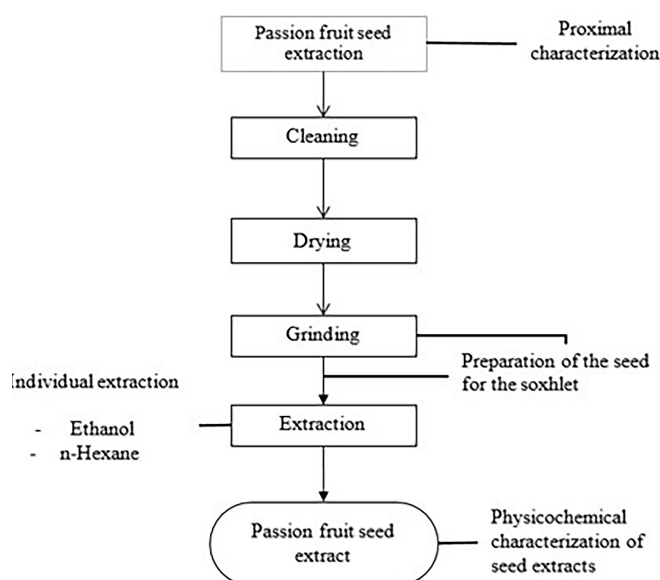 Passion fruit seed
extraction
Proximal
characterization
Cleaning
Drying
Grinding
Preparation of the seed
for the soxhlet
Individual extraction
- Ethanol
- n-Hexane
Extraction
Passion fruit seed
extract
Physicochemical
characterization of
seed extracts